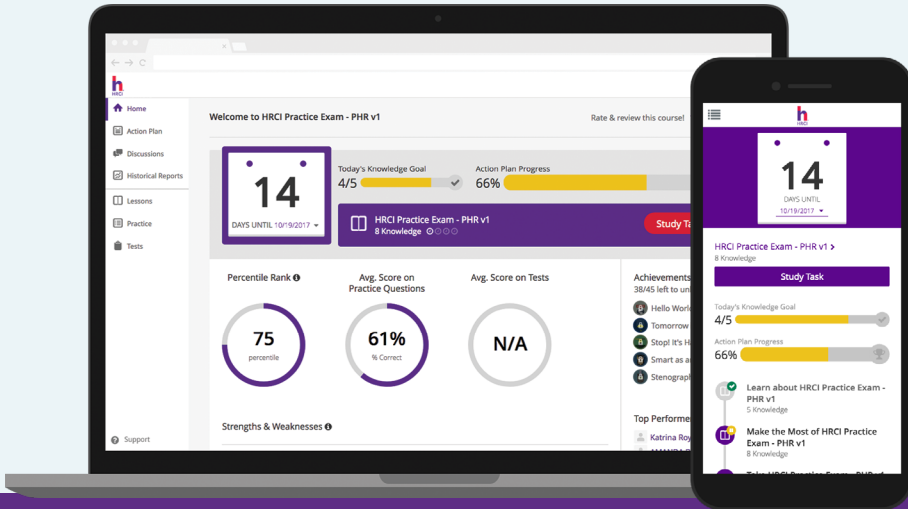 HRCI
Home
Action Plan
Discussions
Historical Reports
Lessons
Practice
Tests
Support
Welcome to HRCI Practice Exam - PHR v1
Rate & review this course!
14
DAYS UNTIL 10/19/2017
Today's Knowledge Goal
4/5
Action Plan Progress
66%
HRCI Practice Exam - PHR v1
8 Knowledge
Study Ta
Percentile Rank
75
percentile
Avg. Score on
Practice Questions
61%
% Correct
Avg. Score on Tests
N/A
Strengths & Weaknesses
Achievements
38/45 left to un
Hello World
Tomorrow
Stop! It's H
Smart as a
Stenograph
Top Performe
Katrina Roy
HRCI
14
DAYS UNTIL
10/19/2017
HRCI Practice Exam - PHR v1
8 Knowledge
Study Task
Today's Knowledge Goal
4/5
Action Plan Progress
66%
Learn about HRCI Practice Exam -
PHR v1
5 Knowledge
Make the Most of HRCI Practice
Exam - PHR v1
8 Knowledge